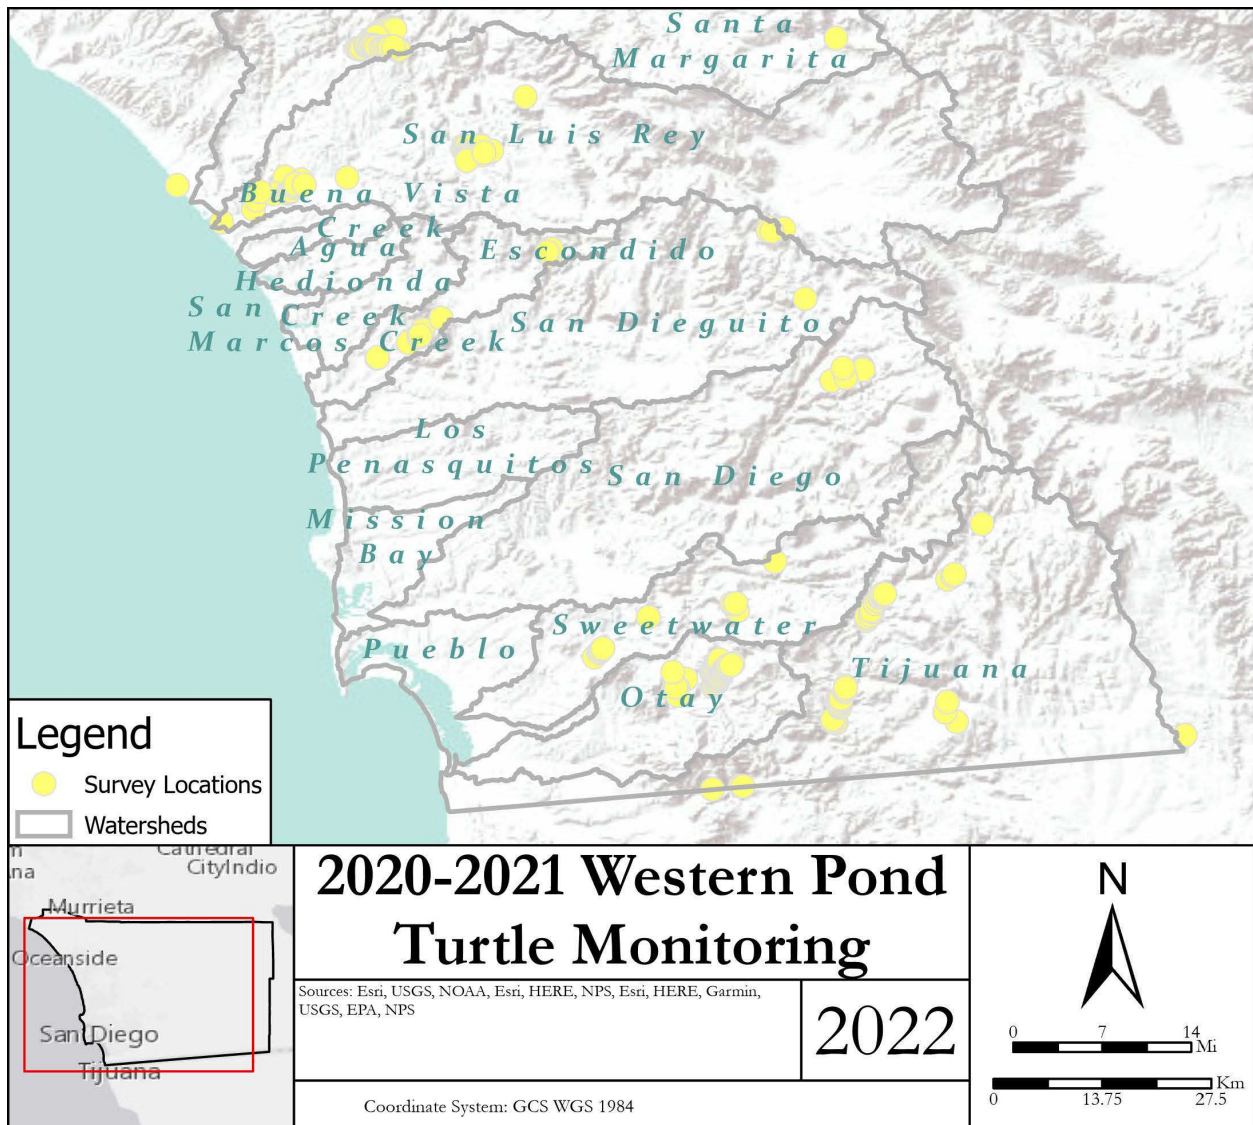 Santa
Margarita
San Luis Rey
Buena Vista
Creek
Agua
Hedionda
Creek
Escondido
San
Marcos Creek
San Dieguito
Los
Penasquitos
San Diego
Mission
Bay
Sweetwater
Pueblo
Tijuana
Otay
Legend
Survey Locations
Watersheds
Cathedral
CityIndio
na
Murrieta
Oceanside
San Diego
Tijuana
2020-2021 Western Pond
Turtle Monitoring
Sources: Esri, USGS, NOAA, Esri, HERE, NPS, Esri, HERE, Garmin,
USGS, EPA, NPS
2022
Coordinate System: GCS WGS 1984
N
0 7 14
Mi
Km
0 13.75 27.5